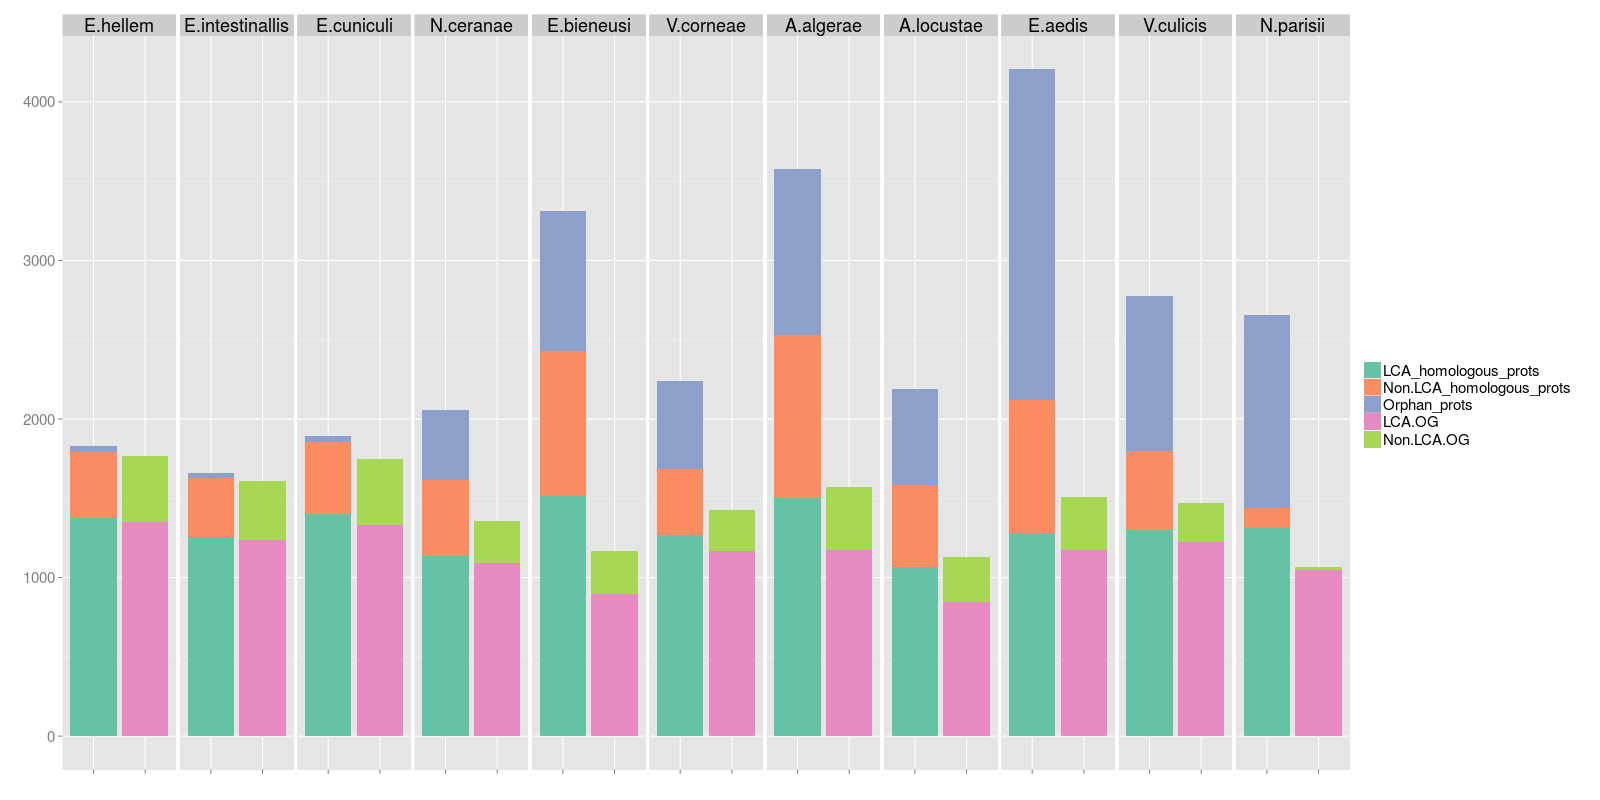 E.hellem E.intestinallis E.cuniculi N.ceranae E.bieneusi V.corneae A.algerae A.locustae E.aedis V.culicis N.parisii
4000
3000
2000
1000
0
LCA_homologous_prots
Non.LCA_homologous_prots
Orphan_prots
LCA.OG
Non.LCA.OG